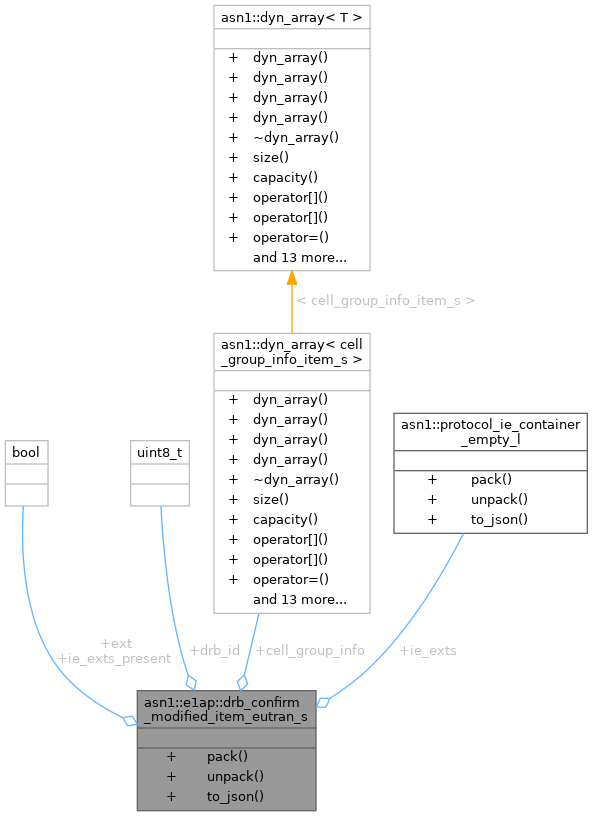 asn1::dyn_array< T >
+ dyn_array()
+ dyn_array()
+ dyn_array()
+ dyn_array()
+ ~dyn_array()
+ size()
+ capacity()
+ operator[]()
+ operator[]()
+ operator=()
and 13 more...
< cell_group_info_item_s >
asn1::dyn_array< cell
_group_info_item_s >
+ dyn_array()
+ dyn_array()
+ dyn_array()
+ dyn_array()
+ ~dyn_array()
+ size()
+ capacity()
+ operator[]()
+ operator[]()
+ operator=()
and 13 more...
asn1::protocol_ie_container
_empty_l
+ pack()
+ unpack()
+ to_json()
bool
uint8_t
+ext
+ie_exts_present
+drb_id
+cell_group_info
+ie_exts
asn1::e1ap::drb_confirm
_modified_item_eutran_s
+ pack()
+ unpack()
+ to_json()